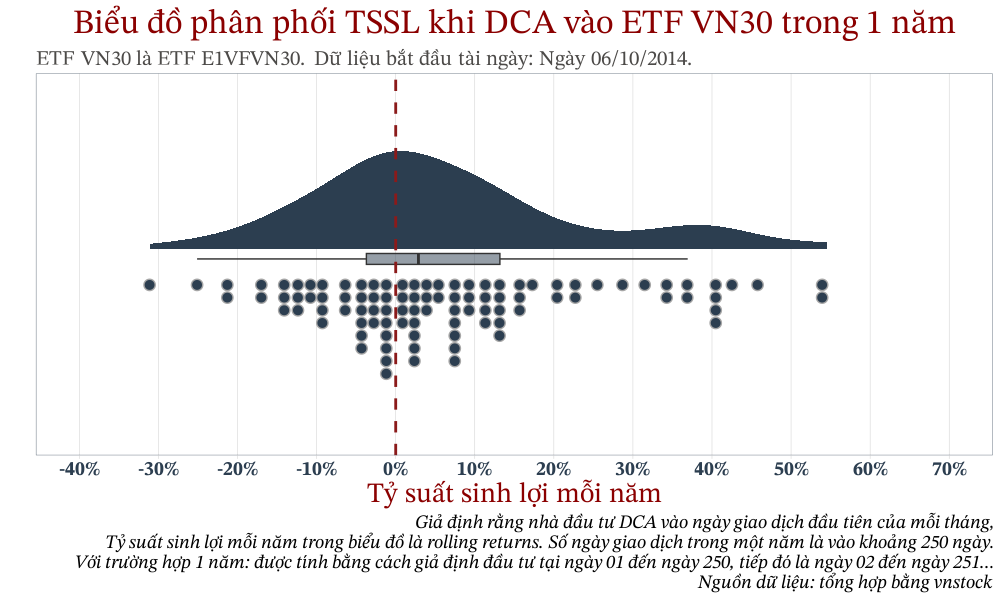 Biểu đồ phân phối TSSL khi DCA vào ETF VN30 trong 1 năm
ETF VN30 là ETF E1VFVN30. Dữ liệu bắt đầu tài ngày: Ngày 06/10/2014.
-40% -30% -20% -10% 0% 10% 20% 30% 40% 50% 60% 70%
Tỷ suất sinh lợi mỗi năm
Giả định rằng nhà đầu tư DCA vào ngày giao dịch đầu tiên của mỗi tháng,
Tỷ suất sinh lợi mỗi năm trong biểu đồ là rolling returns. Số ngày giao dịch trong một năm là vào khoảng 250 ngày.
Với trường hợp 1 năm: được tính bằng cách giả định đầu tư tại ngày 01 đến ngày 250, tiếp đó là ngày 02 đến ngày 251...
Nguồn dữ liệu: tổng hợp bằng vnstock